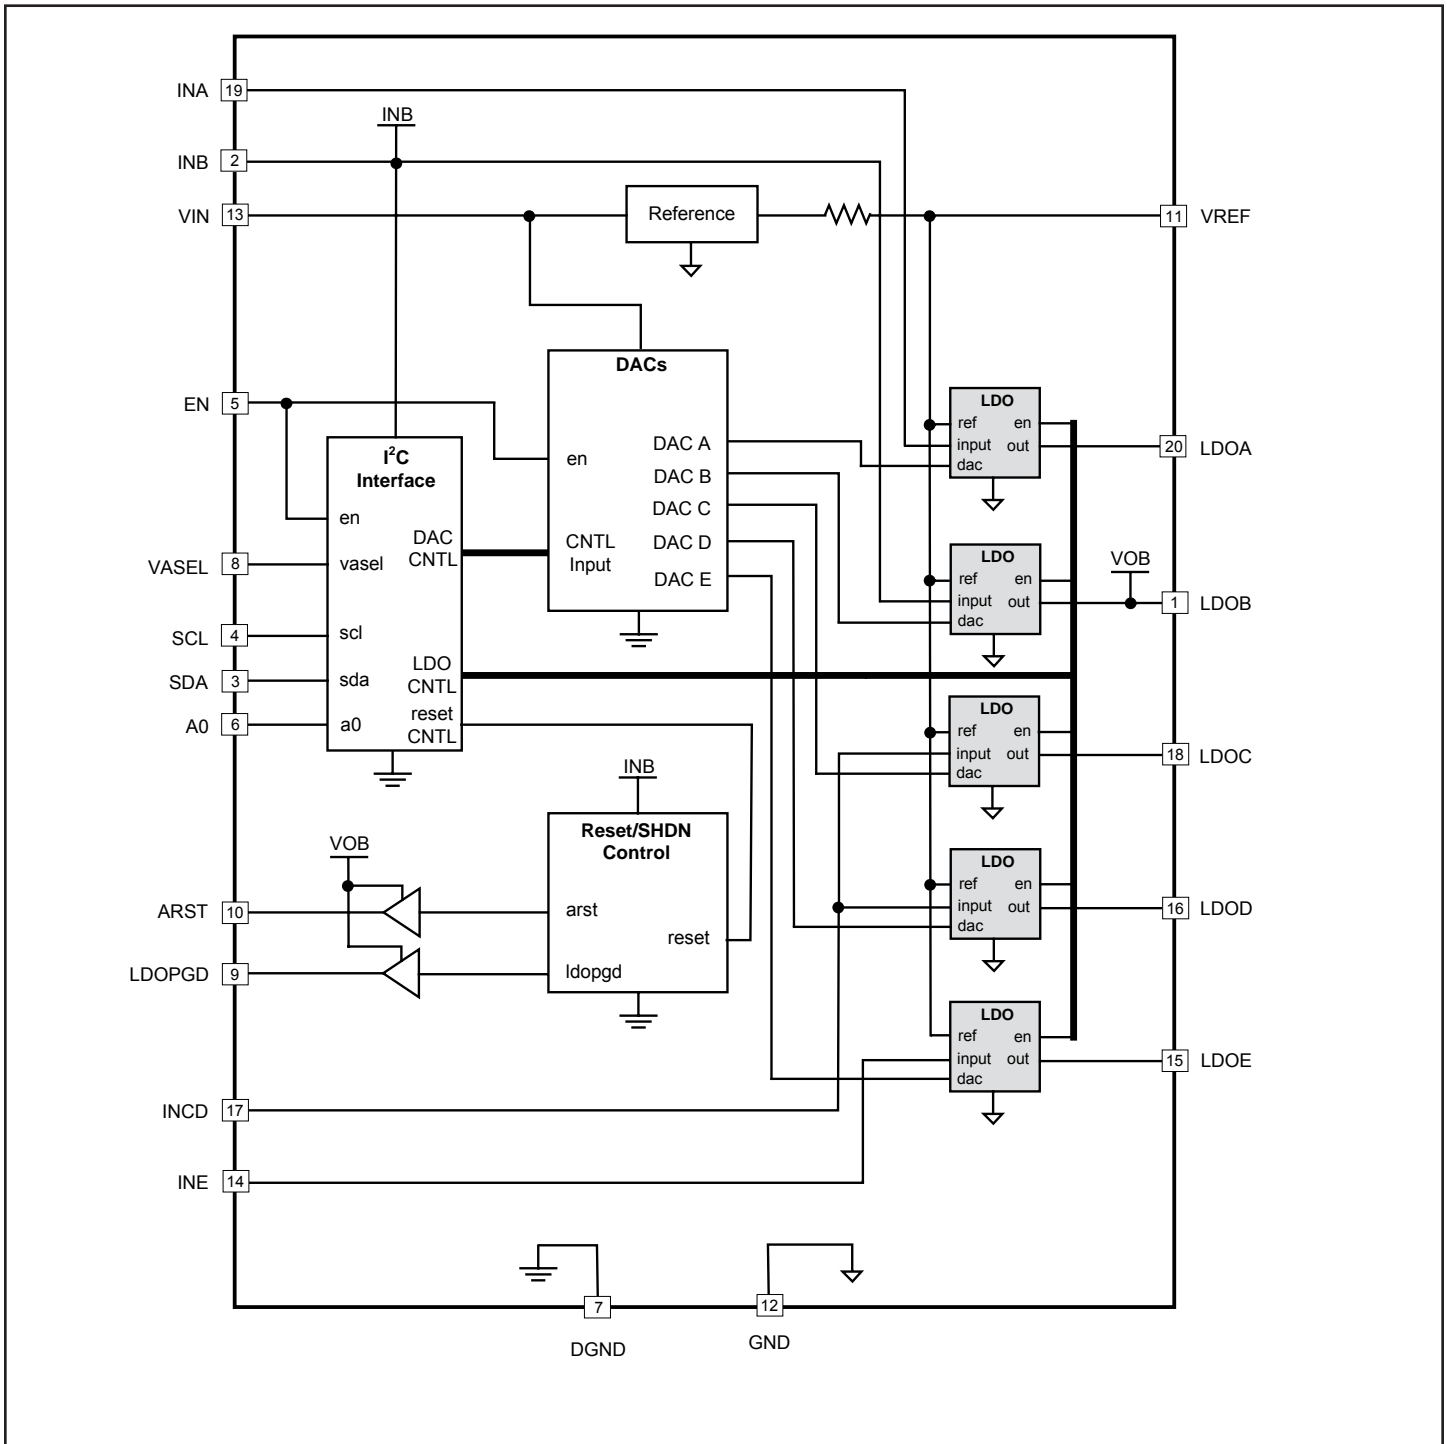 INA 19
INB
INB 2
VIN 13
Reference
11 VREF
EN 5
DACs
en
DAC A
DAC B
DAC C
DAC D
DAC E
CNTL
Input
I²C
Interface
en
vasel
scl
sda
a0
DAC
CNTL
LDO
CNTL
reset
CNTL
VASEL 8
SCL 4
SDA 3
A0 6
LDO
ref en
input out
dac
20 LDOA
LDO
ref en
input out
dac
VOB
1 LDOB
LDO
ref en
input out
dac
18 LDOC
LDO
ref en
input out
dac
16 LDOD
LDO
ref en
input out
dac
15 LDOE
INB
Reset/SHDN
Control
arst
reset
ldopgd
VOB
ARST 10
LDOPGD 9
INCD 17
INE 14
7
DGND
12
GND